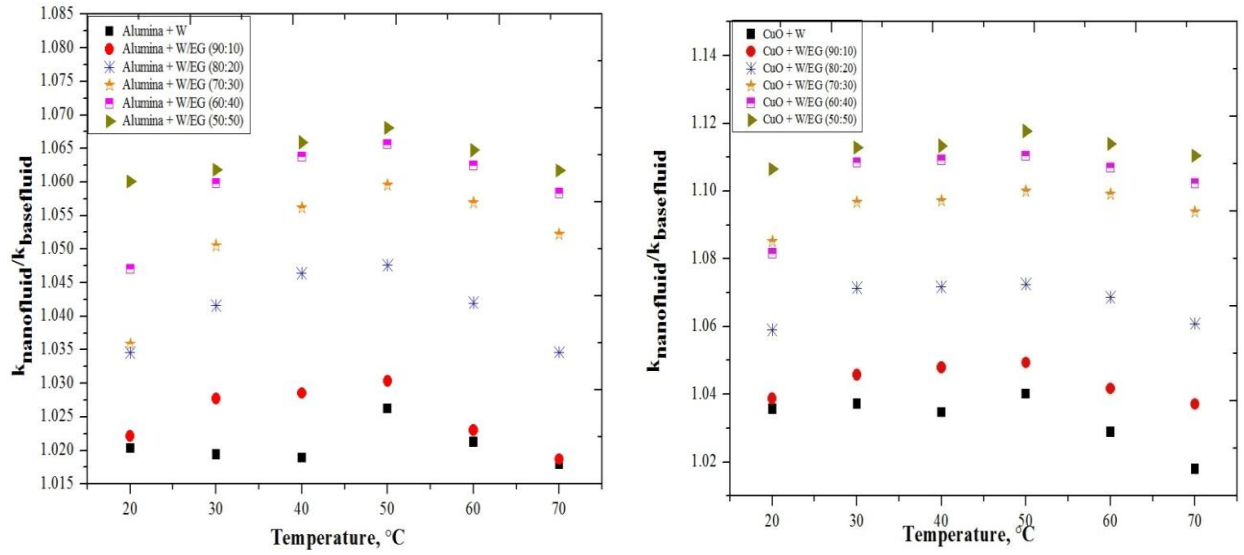 1.085
1.080
1.075
1.070
1.065
1.060
1.055
1.050
1.045
1.040
1.035
1.030
1.025
1.020
1.015
knanofluid/kbasefluid
Alumina + W
Alumina + W/EG (90:10)
Alumina + W/EG (80:20)
Alumina + W/EG (70:30)
Alumina + W/EG (60:40)
Alumina + W/EG (50:50)
20 30 40 50 60 70
Temperature, °C
1.14
1.12
1.10
1.08
1.06
1.04
1.02
knanofluid/kbasefluid
CuO + W
CuO + W/EG (90:10)
CuO + W/EG (80:20)
CuO + W/EG (70:30)
CuO + W/EG (60:40)
CuO + W/EG (50:50)
20 30 40 50 60 70
Temperature, °C